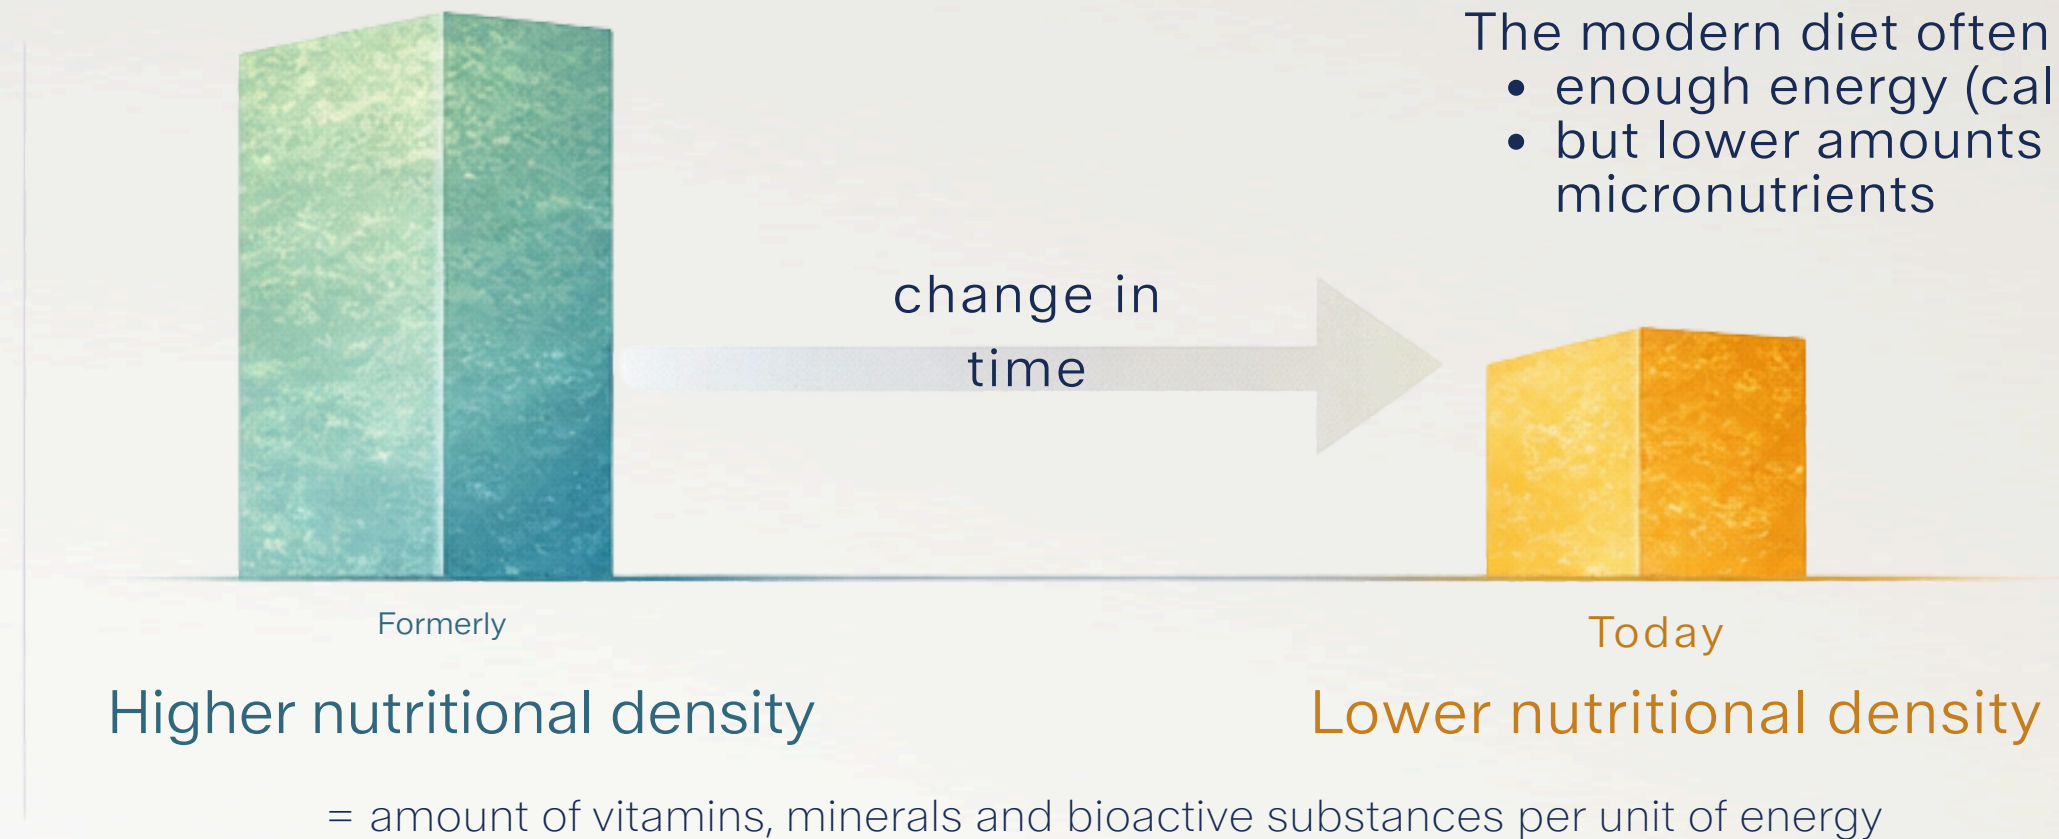 The modern diet often
• enough energy (cal
• but lower amounts
micronutrients
change in
time
Formerly
Today
Higher nutritional density
Lower nutritional density
= amount of vitamins, minerals and bioactive substances per unit of energy